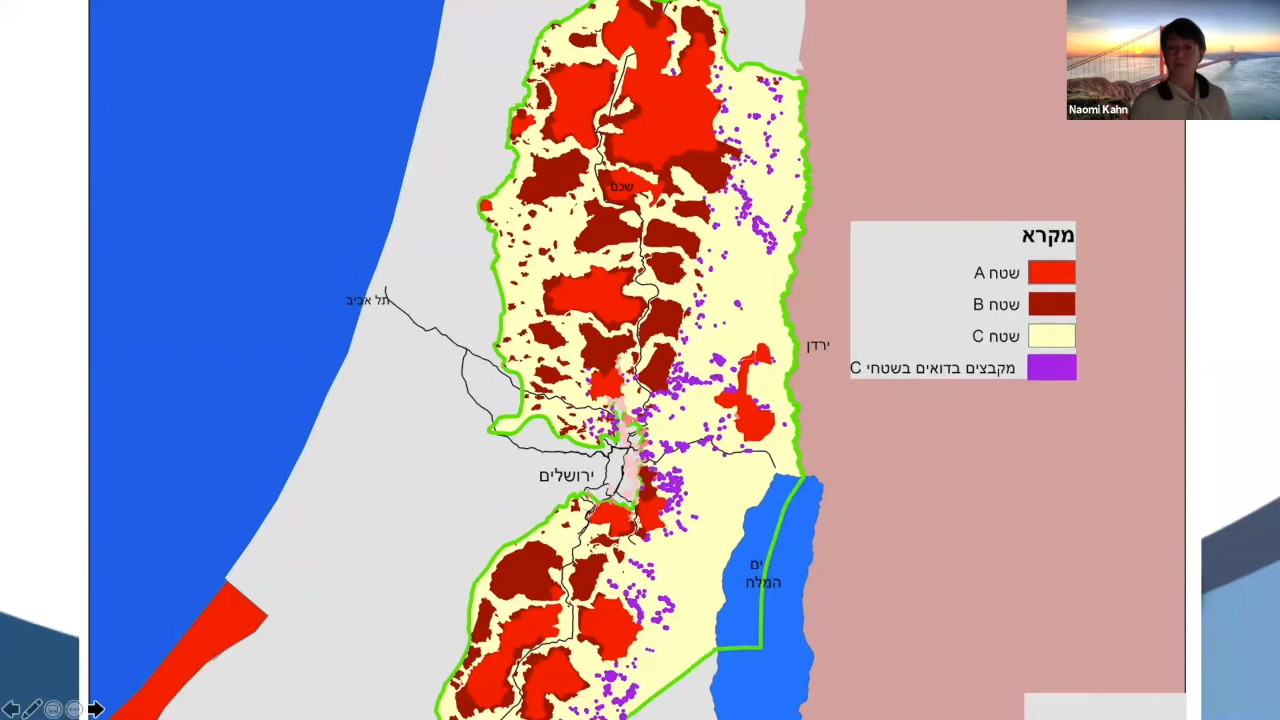 Naomi Kahn
שכם
תל אביב
ירדן
ירושלים
ים
המלח
מקרא
שטח A
שטח B
שטח C
מקבצים בדואים בשטחי C